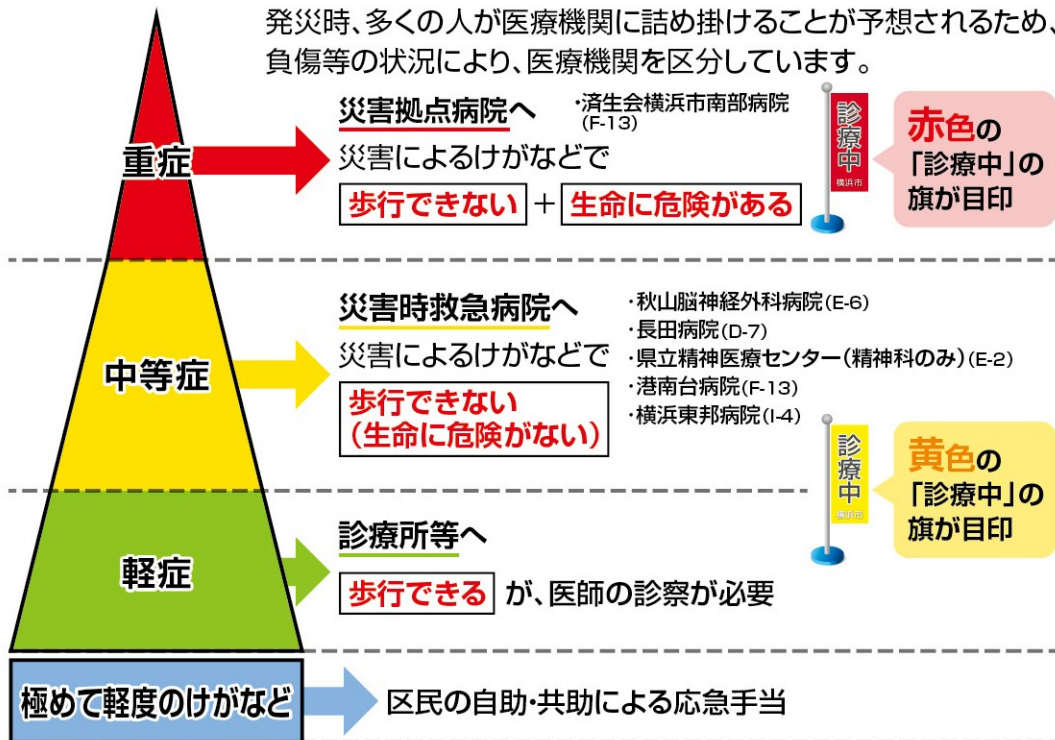 発災時、多くの人が医療機関に詰め掛けることが予想されるため、
負傷等の状況により、医療機関を区分しています。
重症
災害拠点病院へ
・済生会横浜市南部病院
(F-13)
災害によるけがなどで
歩行できない + 生命に危険がある
診療中
横浜市
赤色の
「診療中」の
旗が目印
中等症
災害時救急病院へ
災害によるけがなどで
歩行できない
(生命に危険がない)
・秋山脳神経外科病院(E-6)
・長田病院(D-7)
・県立精神医療センター(精神科のみ)(E-2)
・港南台病院(F-13)
・横浜東邦病院(I-4)
診療中
横浜市
黄色の
「診療中」の
旗が目印
軽症
診療所等へ
歩行できる が、医師の診察が必要
極めて軽度のけがなど
区民の自助・共助による応急手当